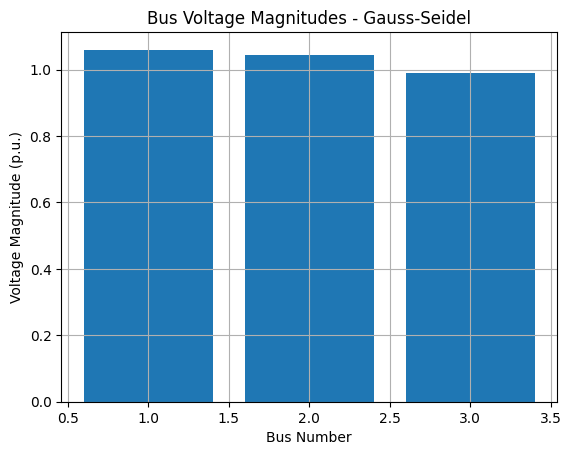 Bus Voltage Magnitudes - Gauss-Seidel
Voltage Magnitude (p.u.)
1.0
0.8
0.6
0.4
0.2
0.0
0.5 1.0 1.5 2.0 2.5 3.0 3.5
Bus Number